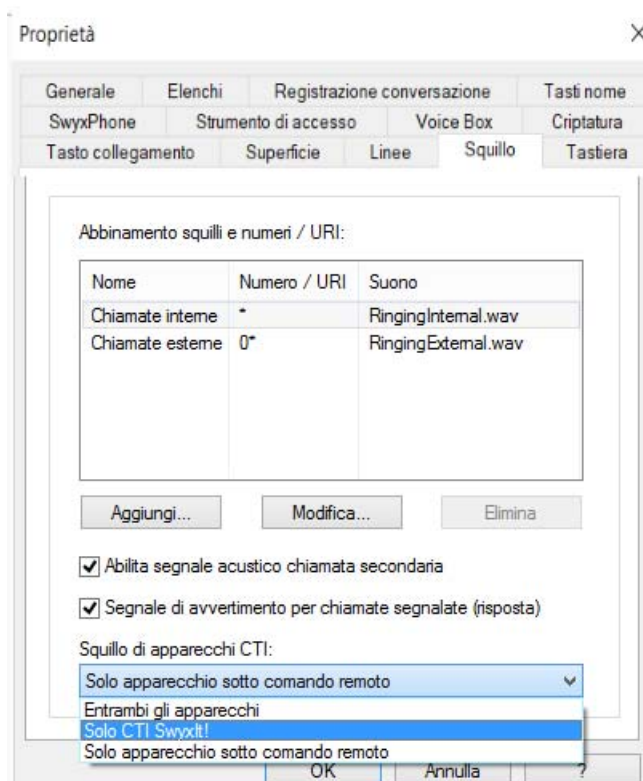 Proprietà
Generale Elenchi Registrazione conversazione Tasti nome
SwyxPhone Strumento di accesso Voice Box Criptatura
Tasto collegamento Superficie Linee Squillo Tastiera
Abbinamento squilli e numeri / URI:
Nome Numero / URI Suono
Chiamate interne * RingingInternal.wav
Chiamate esterne 0* RingingExternal.wav
Aggiungi... Modifica... Elimina
Abilita segnale acustico chiamata secondaria
Segnale di avvertimento per chiamate segnalate (risposta)
Squillo di apparecchi CTI:
Solo apparecchio sotto comando remoto
Entrambi gli apparecchi
Solo CTI SwyxIt!
Solo apparecchio sotto comando remoto
OK Annulla ?